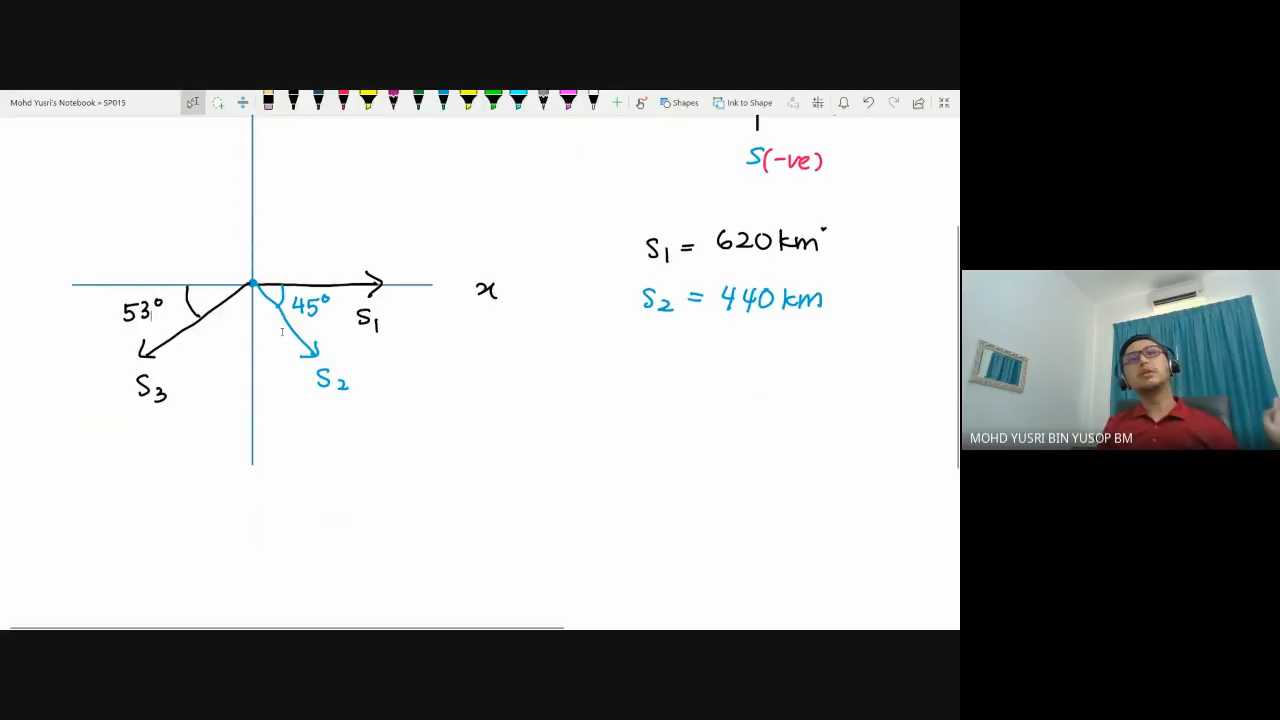 Mohd Yusri's Notebook » SP015
Shapes
Ink to Shape
S(-ve)
S1 = 620 km
S2 = 440 km
x
53°
45°
S1
S2
S3
MOHD YUSRI BIN YUSOP BM